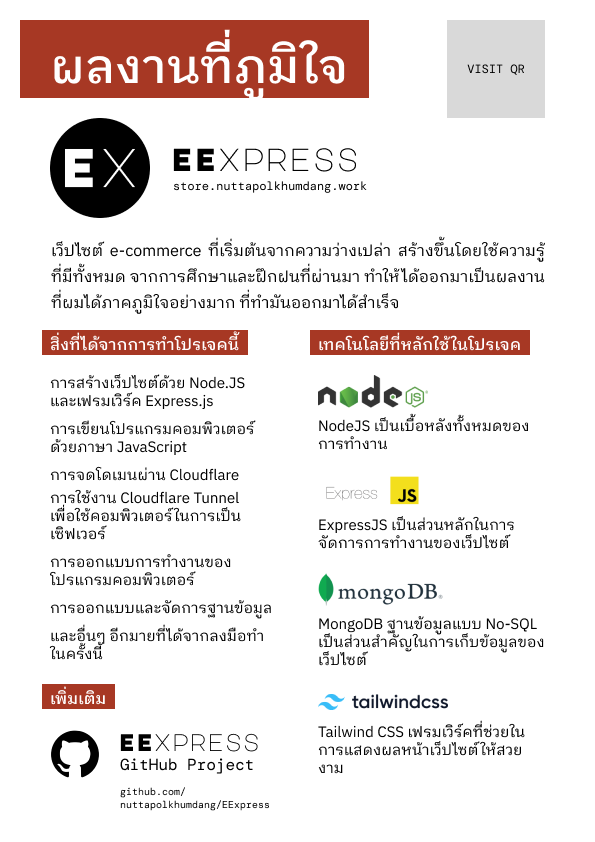 ผลงานที่ภูมิใจ
VISIT QR
EX
EEXPRESS
store.nuttapolkhumdang.work
เว็ปไซต์ e-commerce ที่เริ่มต้นจากความว่างเปล่า สร้างขึ้นโดยใช้ความรู้
ที่มีทั้งหมด จากการศึกษาและฝึกฝนที่ผ่านมา ทำให้ได้ออกมาเป็นผลงาน
ที่ผมได้ภาคภูมิใจอย่างมาก ที่ทำมันออกมาได้สำเร็จ
สิ่งที่ได้จากการทำโปรเจคนี้
การสร้างเว็ปไซต์ด้วย Node.JS
และเฟรมเวิร์ค Express.js
การเขียนโปรแกรมคอมพิวเตอร์
ด้วยภาษา JavaScript
การจดโดเมนผ่าน Cloudflare
การใช้งาน Cloudflare Tunnel
เพื่อใช้คอมพิวเตอร์ในการเป็น
เซิฟเวอร์
การออกแบบการทำงานของ
โปรแกรมคอมพิวเตอร์
การออกแบบและจัดการฐานข้อมูล
และอื่นๆ อีกมายที่ได้จากลงมือทำ
ในครั้งนี้
เพิ่มเติม
EEXPRESS
GitHub Project
github.com/
nuttapolkhumdang/EExpress
เทคโนโลยีที่หลักใช้ในโปรเจค
node JS
NodeJS เป็นเบื้อหลังทั้งหมดของ
การทำงาน
Express JS
ExpressJS เป็นส่วนหลักในการ
จัดการการทำงานของเว็ปไซต์
mongoDB®
MongoDB ฐานข้อมูลแบบ No-SQL
เป็นส่วนสำคัญในการเก็บข้อมูลของ
เว็ปไซต์
tailwindcss
Tailwind CSS เฟรมเวิร์คที่ช่วยใน
การแสดงผลหน้าเว็ปไซต์ให้สวย
งาม